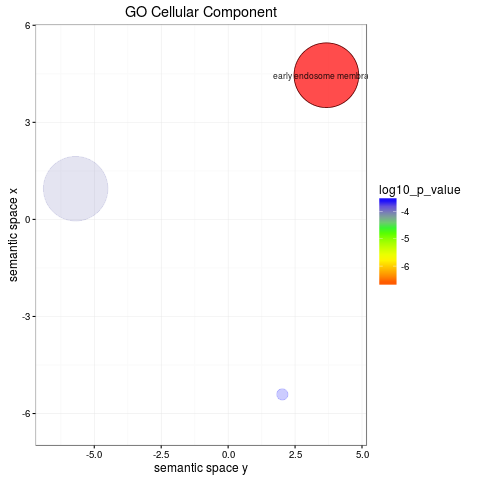 GO Cellular Component
6
3
0
-3
-6
semantic space x
early endosome membra
-5.0
-2.5
0.0
2.5
5.0
semantic space y
log10_p_value
-4
-5
-6